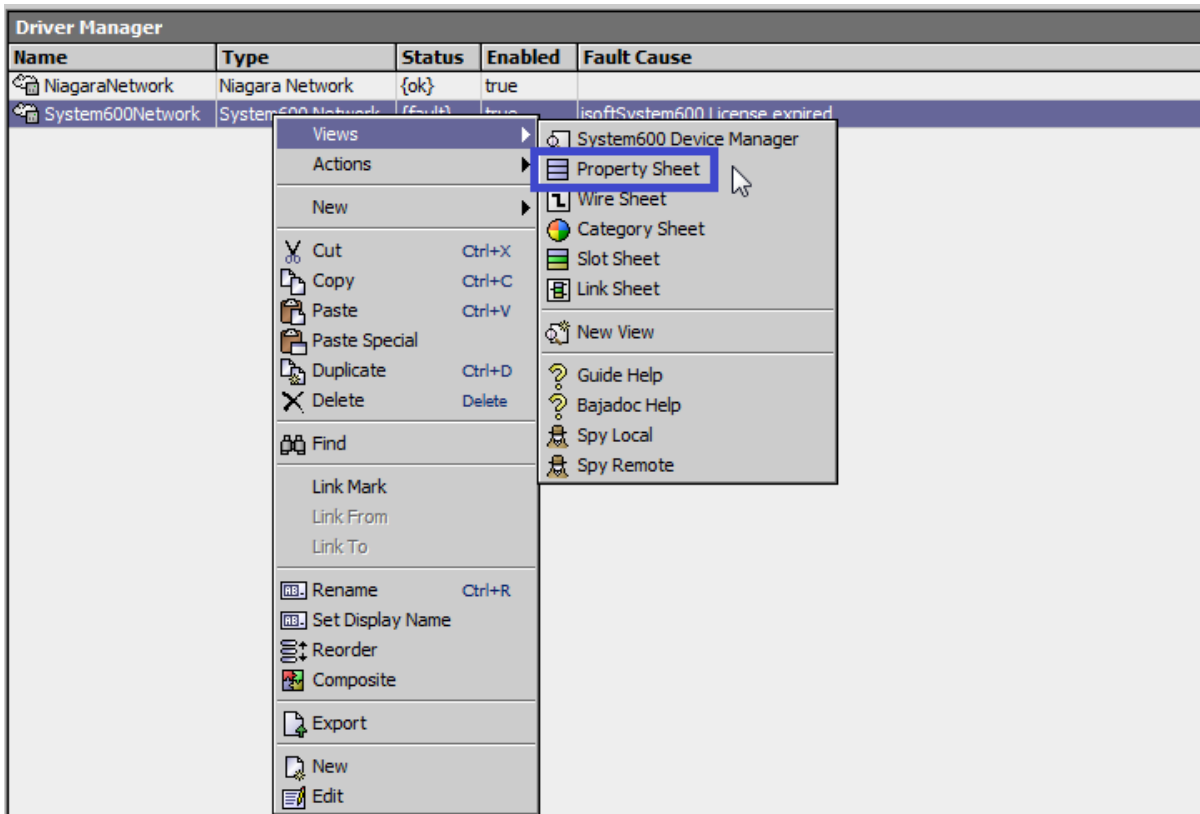 Driver Manager
Name Type Status Enabled Fault Cause
NiagaraNetwork Niagara Network {ok} true
System600Network System600 Network {fault} true isoftSystem600 License expired
Views
Actions
New
Cut Ctrl+X
Copy Ctrl+C
Paste Ctrl+V
Paste Special
Duplicate Ctrl+D
Delete Delete
Find
Link Mark
Link From
Link To
Rename Ctrl+R
Set Display Name
Reorder
Composite
Export
New
Edit
System600 Device Manager
Property Sheet
Wire Sheet
Category Sheet
Slot Sheet
Link Sheet
New View
Guide Help
Bajadoc Help
Spy Local
Spy Remote